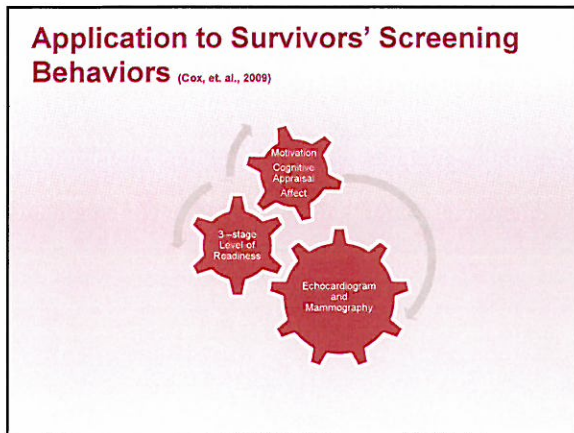 Application to Survivors' Screening
Behaviors (Cox, et. al., 2009)
Motivation
Cognitive
Appraisal
Affect
3 –stage
Level of
Readiness
Echocardiogram
and
Mammography